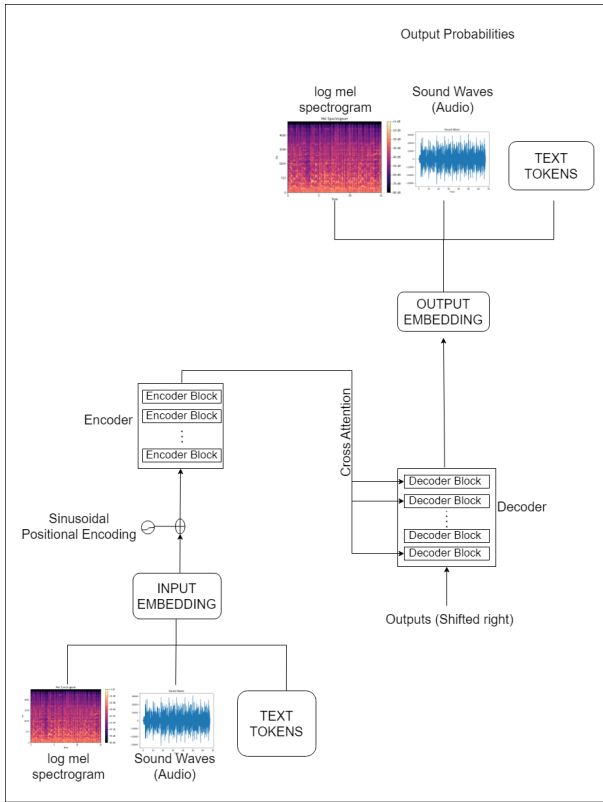 Output Probabilities
log mel
spectrogram
Sound Waves
(Audio)
TEXT
TOKENS
OUTPUT
EMBEDDING
Encoder
Encoder Block
Encoder Block
Encoder Block
Cross Attention
Decoder Block
Decoder Block
Decoder Block
Decoder Block
Decoder
Sinusoidal
Positional Encoding
INPUT
EMBEDDING
Outputs (Shifted right)
TEXT
TOKENS
log mel
spectrogram
Sound Waves
(Audio)